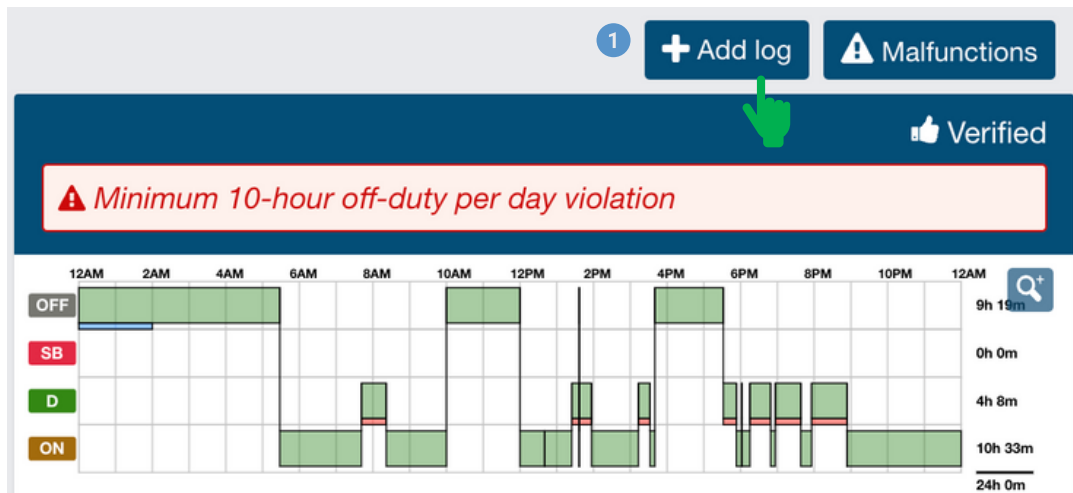 1 Add log Malfunctions
Verified
Minimum 10-hour off-duty per day violation
12AM 2AM 4AM 6AM 8AM 10AM 12PM 2PM 4PM 6PM 8PM 10PM 12AM
OFF 9h 19m
SB 0h 0m
D 4h 8m
ON 10h 33m
24h 0m